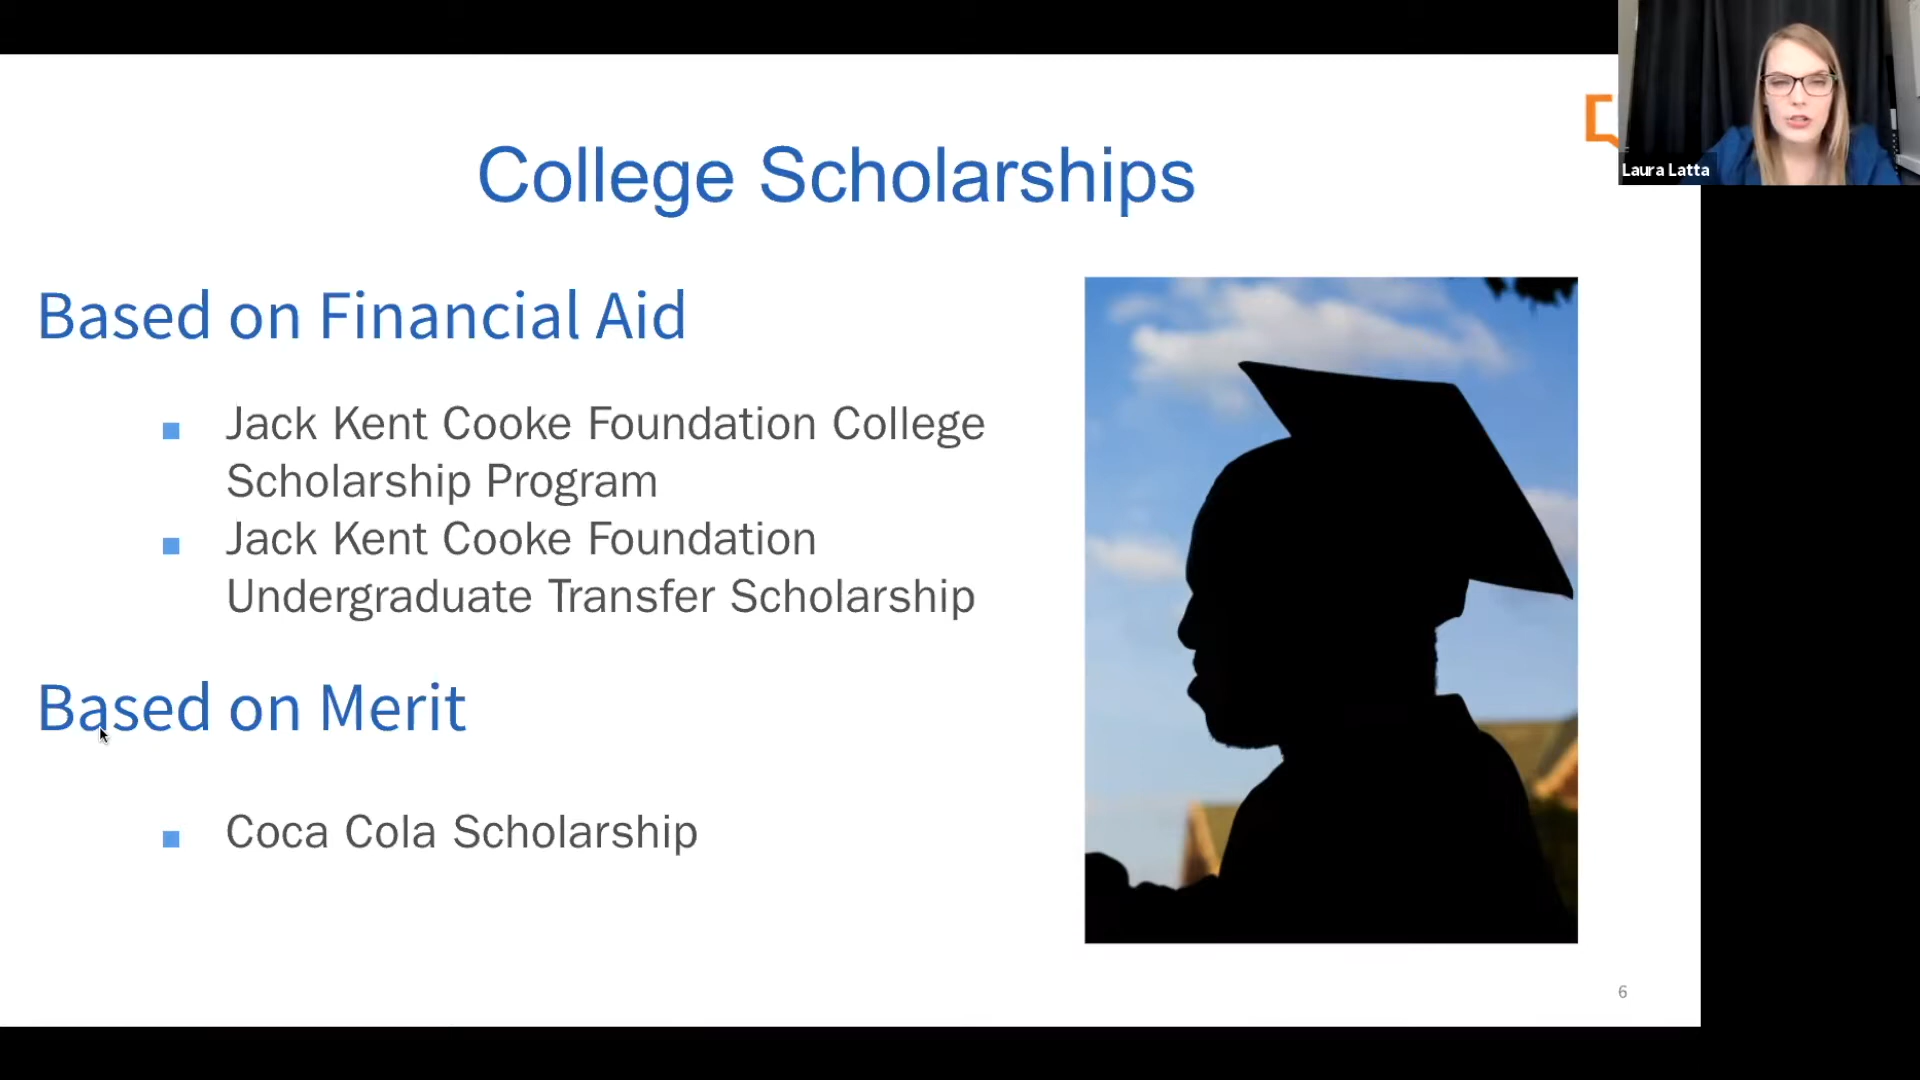 College Scholarships
Laura Latta
Based on Financial Aid
Jack Kent Cooke Foundation College
Scholarship Program
Jack Kent Cooke Foundation
Undergraduate Transfer Scholarship
Based on Merit
Coca Cola Scholarship
6